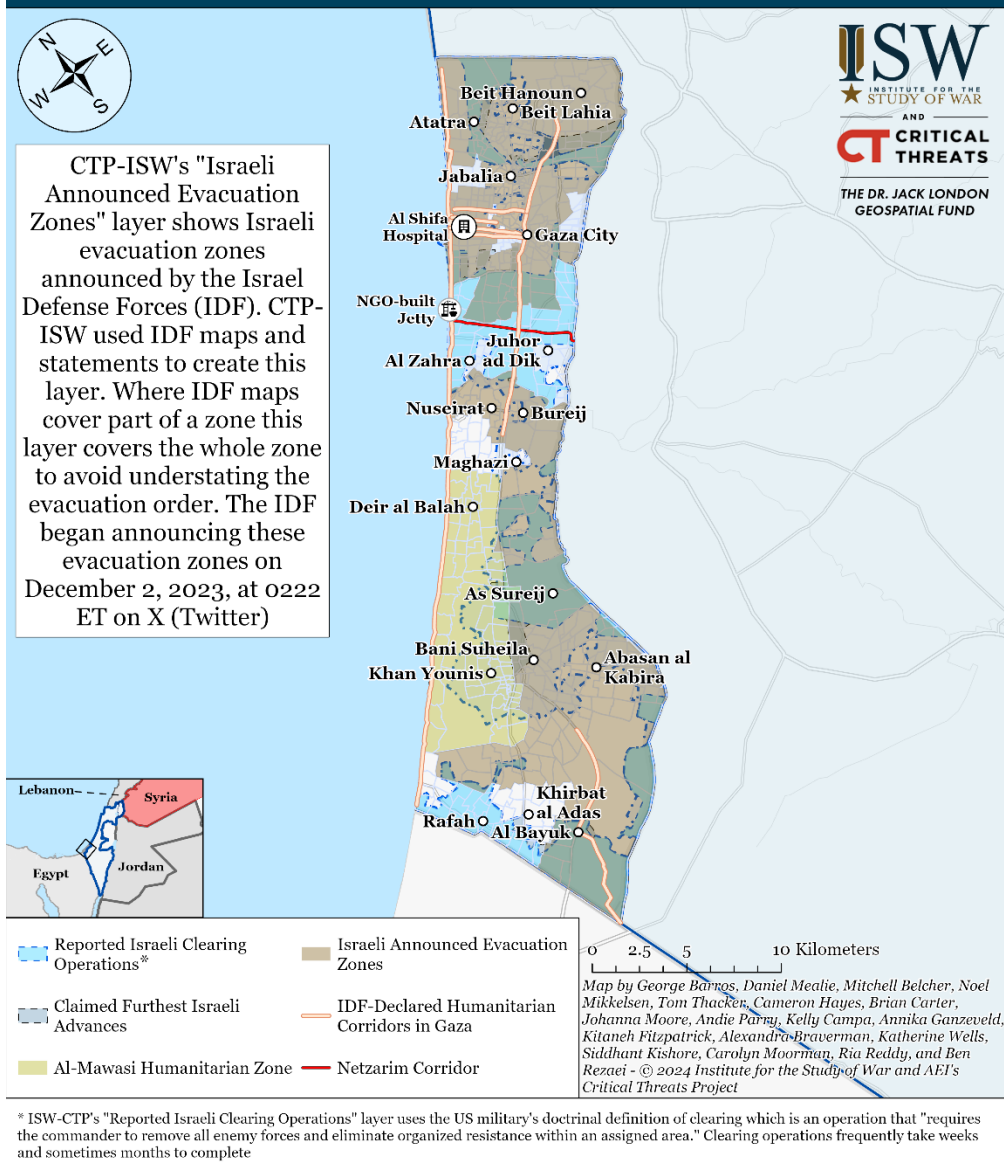 N
E
W
S
ISW
INSTITUTE FOR THE
STUDY OF WAR
AND
CT CRITICAL
THREATS
THE DR. JACK LONDON
GEOSPATIAL FUND
CTP-ISW's "Israeli
Announced Evacuation
Zones" layer shows Israeli
evacuation zones
announced by the Israel
Defense Forces (IDF). CTP-
ISW used IDF maps and
statements to create this
layer. Where IDF maps
cover part of a zone this
layer covers the whole zone
to avoid understating the
evacuation order. The IDF
began announcing these
evacuation zones on
December 2, 2023, at 0222
ET on X (Twitter)
Beit Hanoun
Beit Lahia
Atatra
Jabalia
Al Shifa
Hospital
Gaza City
NGO-built
Jetty
Juhor
ad Dik
Al Zahra
Nuseirat
Bureij
Maghazi
Deir al Balah
As Sureij
Bani Suheila
Abasan al
Kabira
Khan Younis
Khirbat
al Adas
Rafah
Al Bayuk
Lebanon
Syria
Jordan
Egypt
Reported Israeli Clearing
Operations*
Claimed Furthest Israeli
Advances
Al-Mawasi Humanitarian Zone
Israeli Announced Evacuation
Zones
IDF-Declared Humanitarian
Corridors in Gaza
Netzarim Corridor
0 2.5 5 10 Kilometers
Map by George Barros, Daniel Mealie, Mitchell Belcher, Noel
Mikkelsen, Tom Thacker, Cameron Hayes, Brian Carter,
Johanna Moore, Andie Parry, Kelly Campa, Annika Ganzeveld,
Kitaneh Fitzpatrick, Alexandra Braverman, Katherine Wells,
Siddhant Kishore, Carolyn Moorman, Ria Reddy, and Ben
Rezaei - © 2024 Institute for the Study of War and AEI's
Critical Threats Project
* ISW-CTP's "Reported Israeli Clearing Operations" layer uses the US military's doctrinal definition of clearing which is an operation that "requires
the commander to remove all enemy forces and eliminate organized resistance within an assigned area." Clearing operations frequently take weeks
and sometimes months to complete